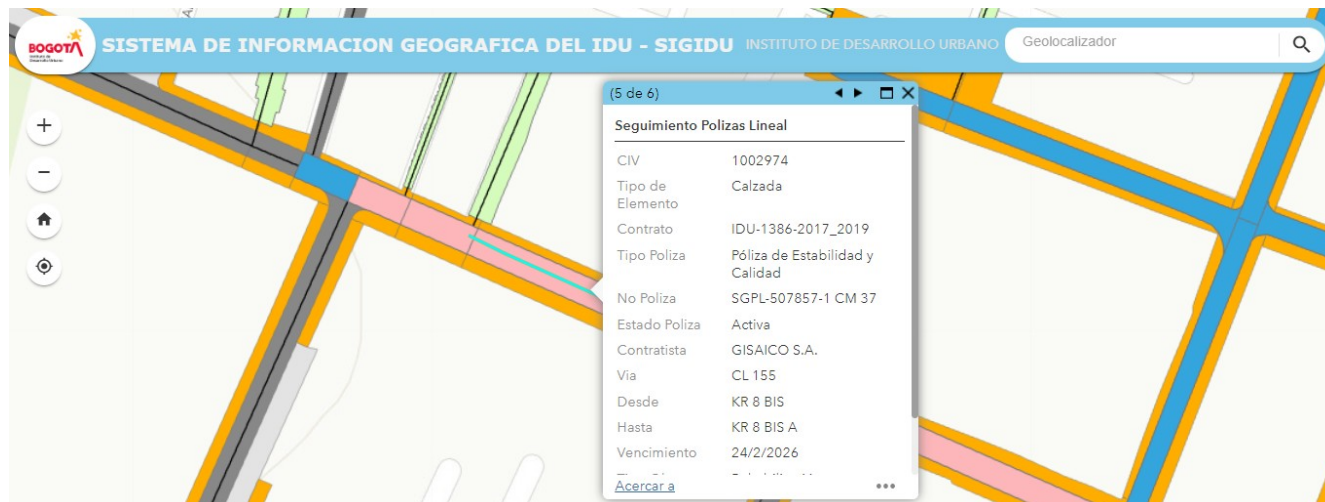 BOGOTÁ
SISTEMA DE INFORMACION GEOGRAFICA DEL IDU - SIGIDU INSTITUTO DE DESARROLLO URBANO
Geolocalizador
(5 de 6)
Seguimiento Polizas Lineal
CIV 1002974
Tipo de Elemento Calzada
Contrato IDU-1386-2017_2019
Tipo Poliza Póliza de Estabilidad y
Calidad
No Poliza SGPL-507857-1 CM 37
Estado Poliza Activa
Contratista GISAICO S.A.
Via CL 155
Desde KR 8 BIS
Hasta KR 8 BIS A
Vencimiento 24/2/2026
Acercar a